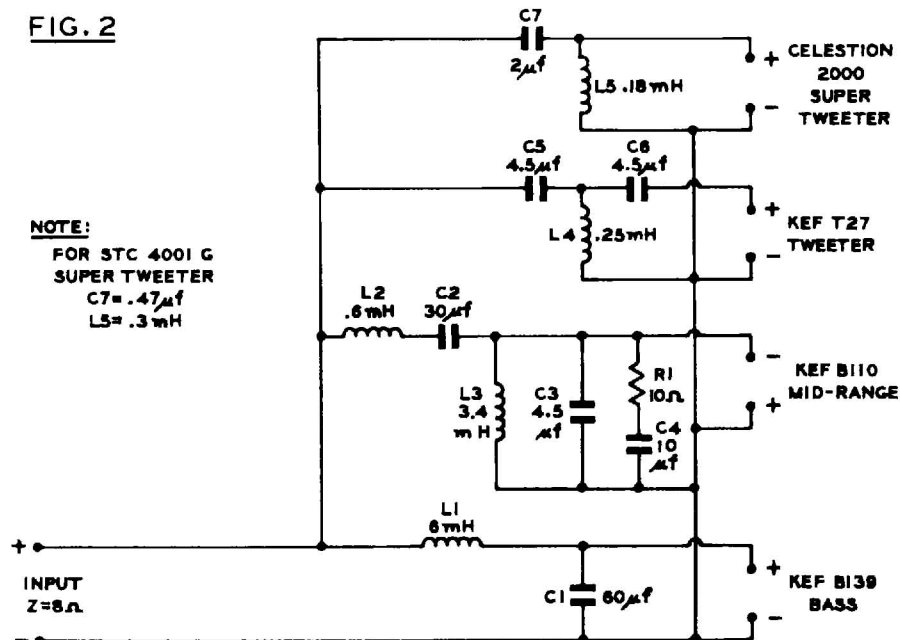 FIG. 2
C7
2µf
L5 .18mH
+
-
CELESTION
2000
SUPER
TWEETER
C5
4.5µf
C6
4.5µf
L4 .25mH
+
-
KEF T27
TWEETER
NOTE:
FOR STC 4001 G
SUPER TWEETER
C7= .47µf
L5= .3mH
L2
.6mH
C2
30µf
L3
3.4
mH
C3
4.5
µf
R1
10Ω
C4
10
µf
-
+
KEF B110
MID-RANGE
L1
6mH
C1
60µf
+
-
KEF B139
BASS
+
INPUT
Z=8Ω
-